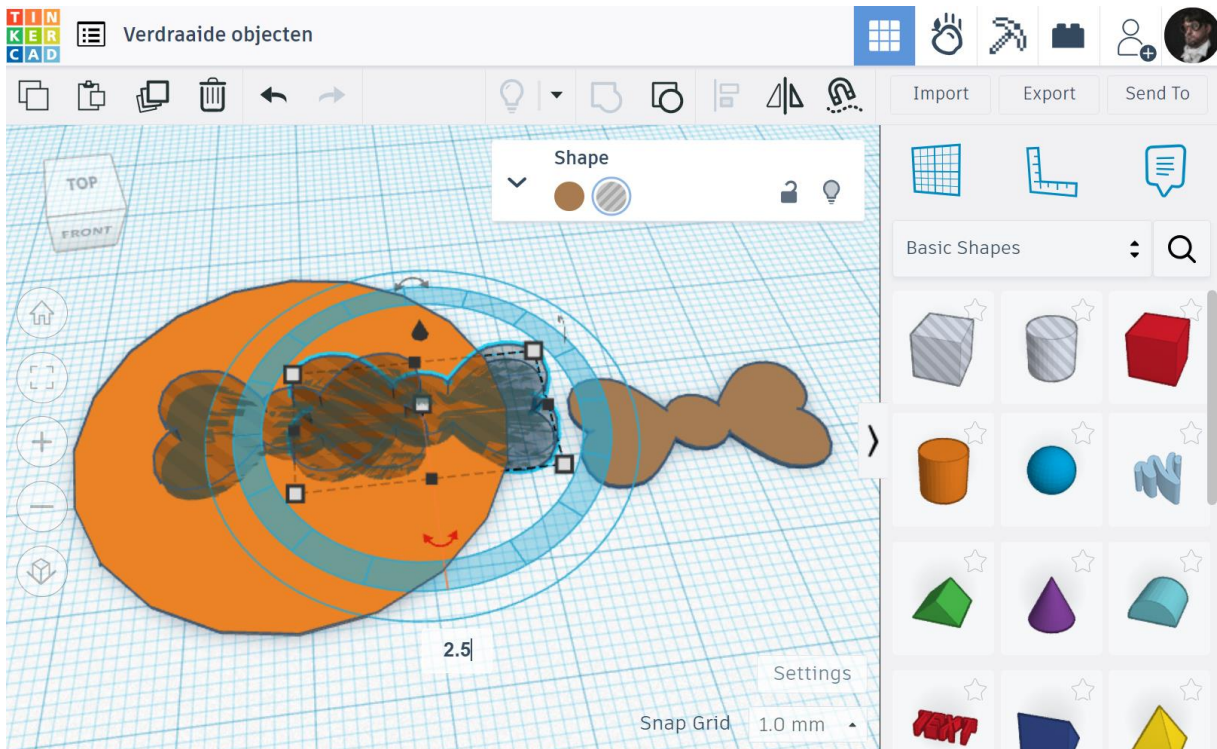 TIN
KER
CAD
Verdraaide objecten
Import Export Send To
TOP
FRONT
Shape
Basic Shapes
2.5
Settings
Snap Grid 1.0 mm
TEXT